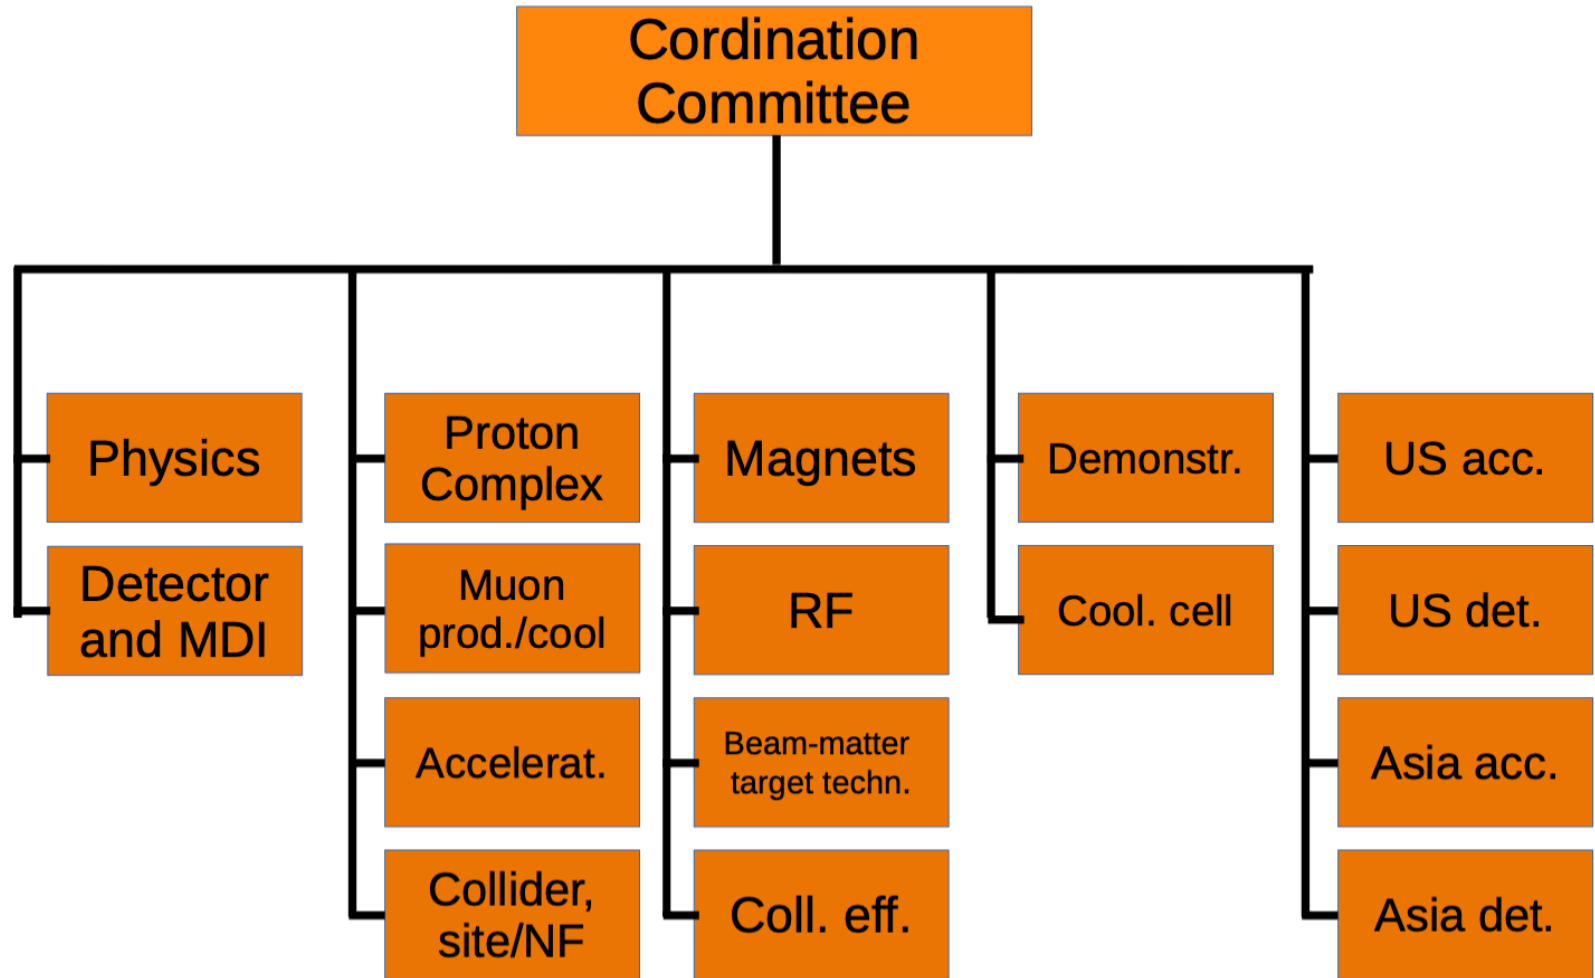 Cordination
Committee
Physics
Detector
and MDI
Proton
Complex
Muon
prod./cool
Accelerat.
Collider,
site/NF
Magnets
RF
Beam-matter
target techn.
Coll. eff.
Demonstr.
Cool. cell
US acc.
US det.
Asia acc.
Asia det.